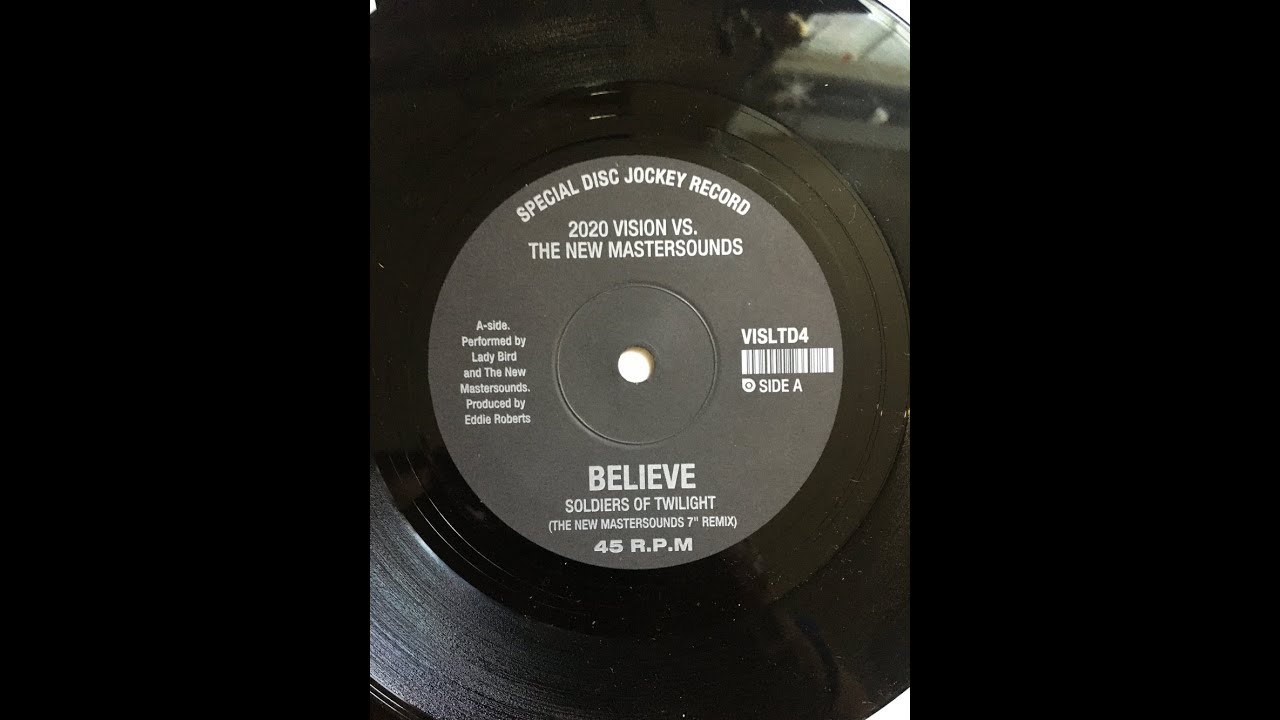 SPECIAL DISC JOCKEY RECORD
2020 VISION VS.
THE NEW MASTERSOUNDS
A-side.
Performed by
Lady Bird
and The New
Mastersounds.
Produced by
Eddie Roberts
VISLTD4
SIDE A
BELIEVE
SOLDIERS OF TWILIGHT
(THE NEW MASTERSOUNDS 7" REMIX)
45 R.P.M